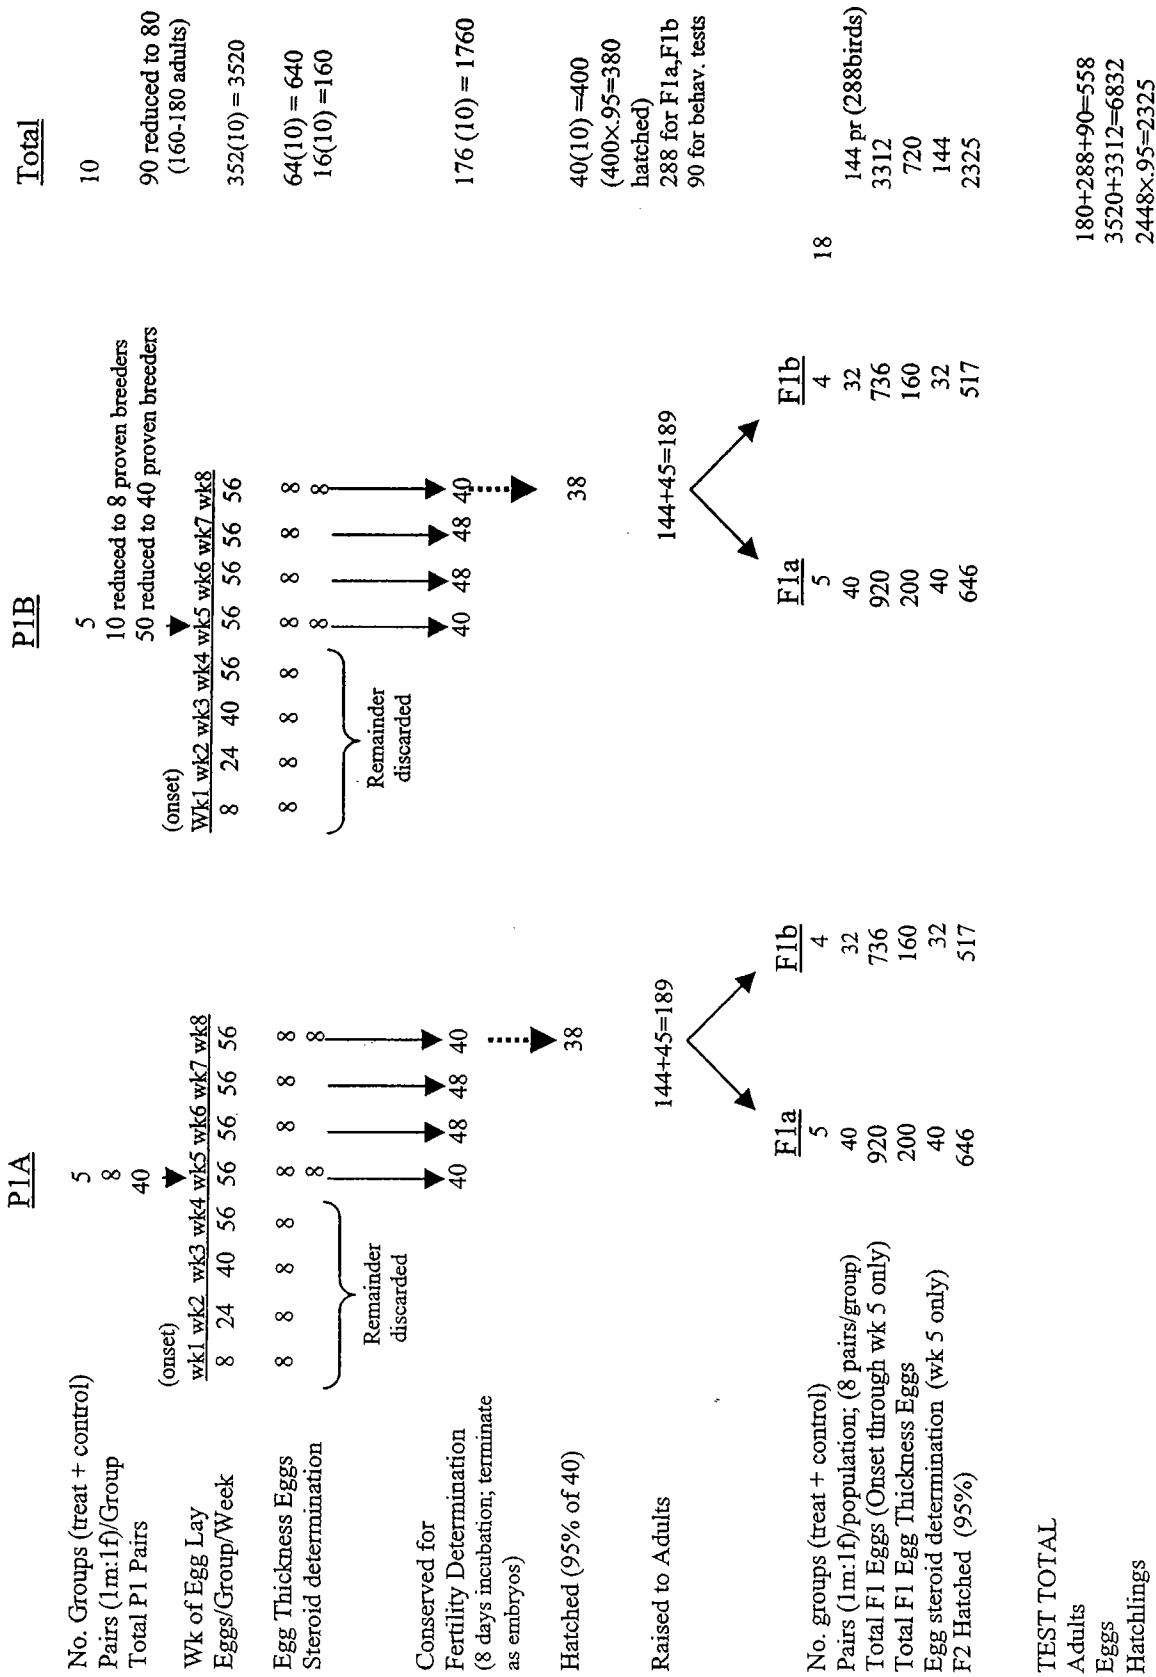 P1A P1B Total
No. Groups (treat + control) 5 5 10
Pairs (1m:1f)/Group 8 10 reduced to 8 proven breeders
Total P1 Pairs 40 50 reduced to 40 proven breeders 90 reduced to 80
(160-180 adults)
(onset) (onset)
Wk of Egg Lay wk1 wk2 wk3 wk4 wk5 wk6 wk7 wk8 Wk1 wk2 wk3 wk4 wk5 wk6 wk7 wk8
Eggs/Group/Week 8 24 40 56 56 56 56 56 8 24 40 56 56 56 56 56 352(10) = 3520
Egg Thickness Eggs 8 8 8 8 8 8 8 8 8 8 8 8 8 8 8 8 64(10) = 640
Steroid determination 8 8 8 8 16(10) =160
Remainder Remainder
discarded discarded
Conserved for
Fertility Determination 40 48 48 40 40 48 48 40 176 (10) = 1760
(8 days incubation; terminate
as embryos)
Hatched (95% of 40) 38 38 40(10) =400
(400x.95=380
hatched)
288 for F1a,F1b
Raised to Adults 144+45=189 144+45=189 90 for behav. tests
F1a F1b F1a F1b
No. groups (treat + control) 5 4 5 4 18
Pairs (1m:1f)/population; (8 pairs/group) 40 32 40 32 144 pr (288birds)
Total F1 Eggs (Onset through wk 5 only) 920 736 920 736 3312
Total F1 Egg Thickness Eggs 200 160 200 160 720
Egg steroid determination (wk 5 only) 40 32 40 32 144
F2 Hatched (95%) 646 517 646 517 2325
TEST TOTAL
Adults 180+288+90=558
Eggs 3520+3312=6832
Hatchlings 2448x.95=2325